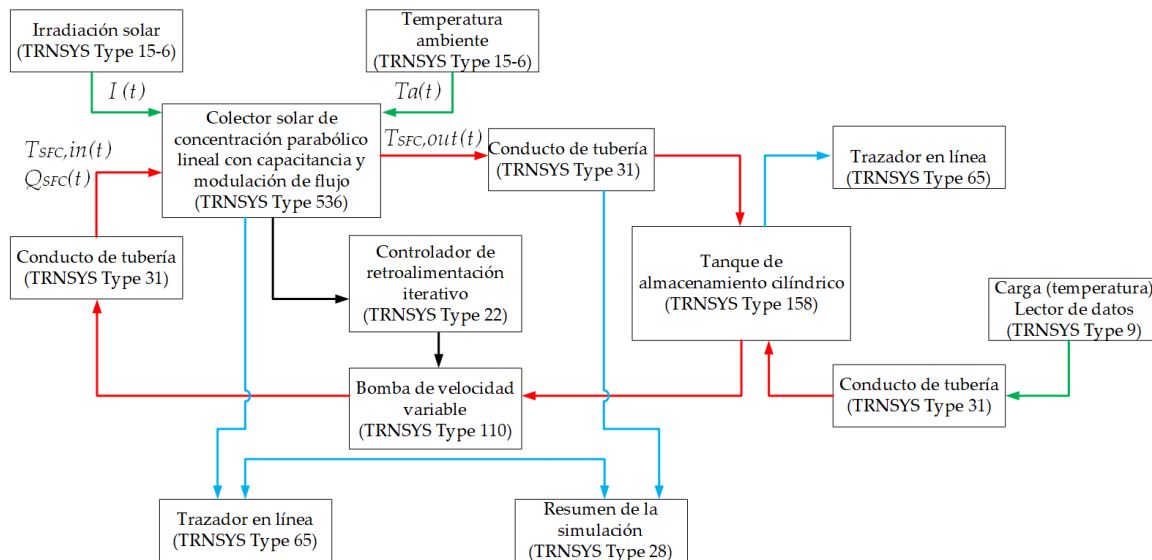 Irradiación solar
(TRNSYS Type 15-6)
Temperatura
ambiente
(TRNSYS Type 15-6)
I (t)
Ta(t)
Colector solar de
concentración parabólico
lineal con capacitancia y
modulación de flujo
(TRNSYS Type 536)
TSFC,out(t)
TSFC,in(t)
QSFC(t)
Conducto de tubería
(TRNSYS Type 31)
Trazador en línea
(TRNSYS Type 65)
Conducto de tubería
(TRNSYS Type 31)
Controlador de
retroalimentación
iterativo
(TRNSYS Type 22)
Tanque de
almacenamiento cilíndrico
(TRNSYS Type 158)
Carga (temperatura)
Lector de datos
(TRNSYS Type 9)
Bomba de velocidad
variable
(TRNSYS Type 110)
Conducto de tubería
(TRNSYS Type 31)
Trazador en línea
(TRNSYS Type 65)
Resumen de la
simulación
(TRNSYS Type 28)